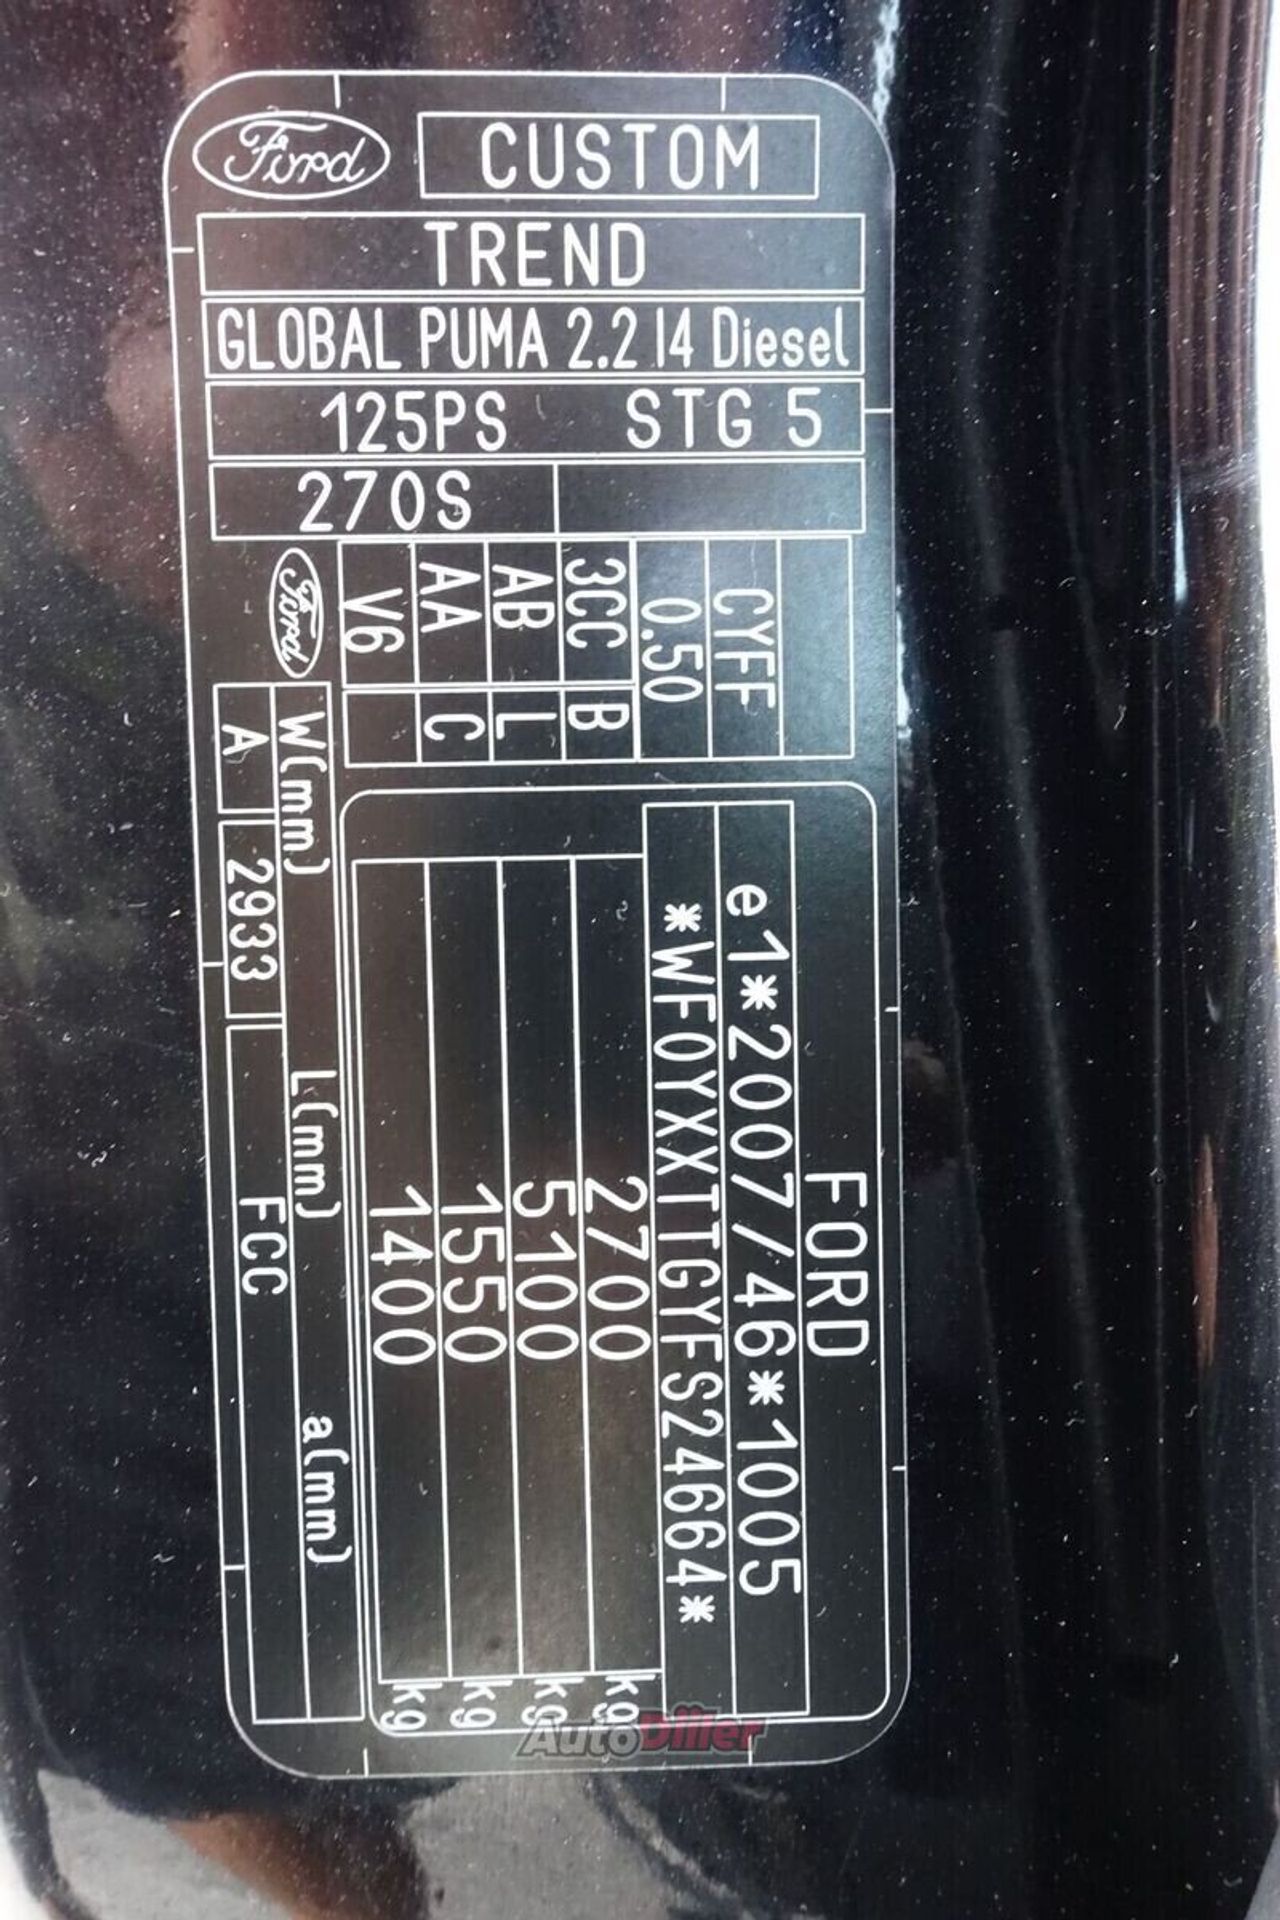 Ford CUSTOM
TREND
GLOBAL PUMA 2.2 I4 Diesel
125PS STG 5
270S
CYFF
0.50
3CC B
AB L
AA C
V6
Ford
FORD
e1*2007/46*1005
*WF0YXXTTGYFS24664*
2700 kg
5100 kg
1550 kg
1400 kg
W(mm) L(mm) a(mm)
A 2933 FCC
AutoDiler